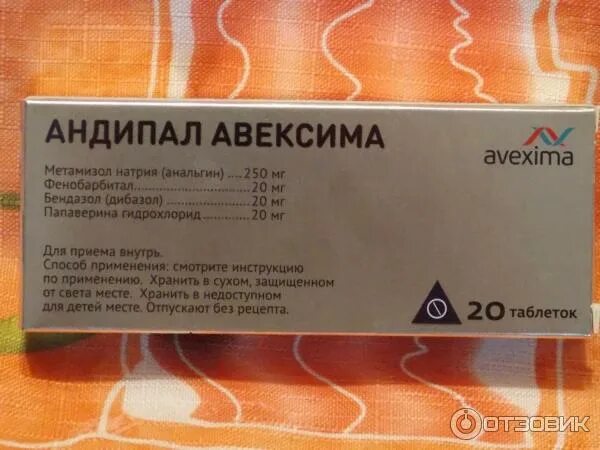 АНДИПАЛ АВЕКСИМА
avexima
Метамизол натрия (анальгин) .... 250 мг
Фенобарбитал........................ 20 мг
Бендазол (дибазол) ................. 20 мг
Папаверина гидрохлорид .......... 20 мг
Для приема внутрь.
Способ применения: смотрите инструкцию
по применению. Хранить в сухом, защищенном
от света месте. Хранить в недоступном
для детей месте. Отпускают без рецепта.
20 таблеток
ОТЗОВИК